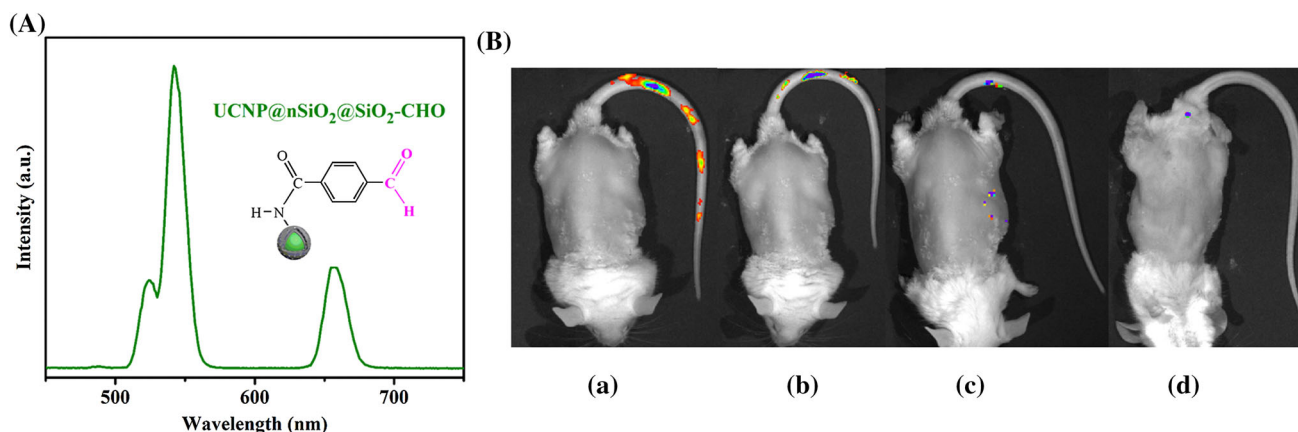 (A)
Intensity (a.u.)
UCNP@nSiO₂@SiO₂-CHO
O
O
C
C
H
H
N
500
600
700
Wavelength (nm)
(B)
(a)
(b)
(c)
(d)